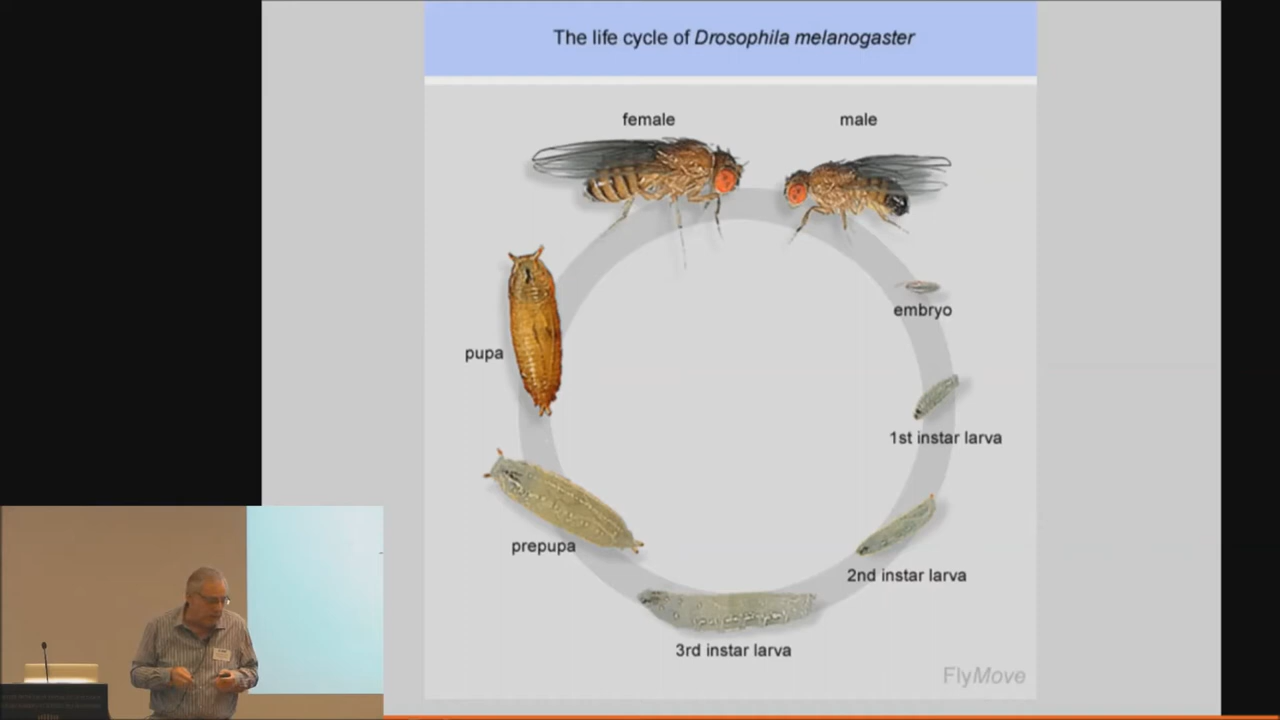 The life cycle of Drosophila melanogaster
female
male
embryo
pupa
1st instar larva
prepupa
2nd instar larva
3rd instar larva
FlyMove